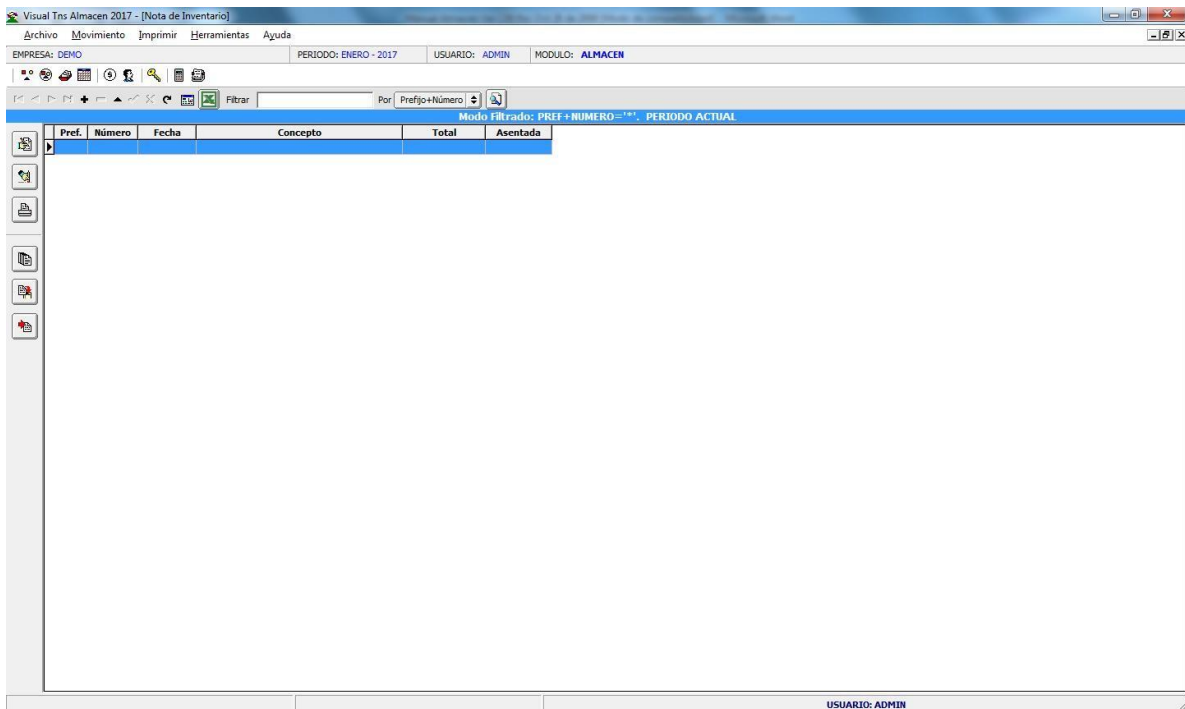 Visual Tns Almacen 2017 - [Nota de Inventario]
Archivo Movimiento Imprimir Herramientas Ayuda
EMPRESA: DEMO PERIODO: ENERO - 2017 USUARIO: ADMIN MODULO: ALMACEN
Filtrar Por Prefijo+Número
Modo Filtrado: PREF+NUMERO='*'. PERIODO ACTUAL
Pref. Número Fecha Concepto Total Asentada
USUARIO: ADMIN